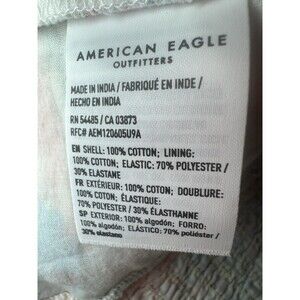 AMERICAN EAGLE
OUTFITTERS
MADE IN INDIA / FABRIQUÉ EN INDE /
HECHO EN INDIA
RN 54485 / CA 03873
RFC# AEM120605U9A
EN SHELL: 100% COTTON; LINING:
100% COTTON; ELASTIC: 70% POLYESTER /
30% ELASTANE
FR EXTÉRIEUR: 100% COTON; DOUBLURE:
100% COTON; ÉLASTIQUE:
70% POLYESTER / 30% ÉLASTHANNE
SP EXTERIOR: 100% algodón; FORRO:
100% algodón; ELÁSTICO: 70% poliéster /
30% elastano